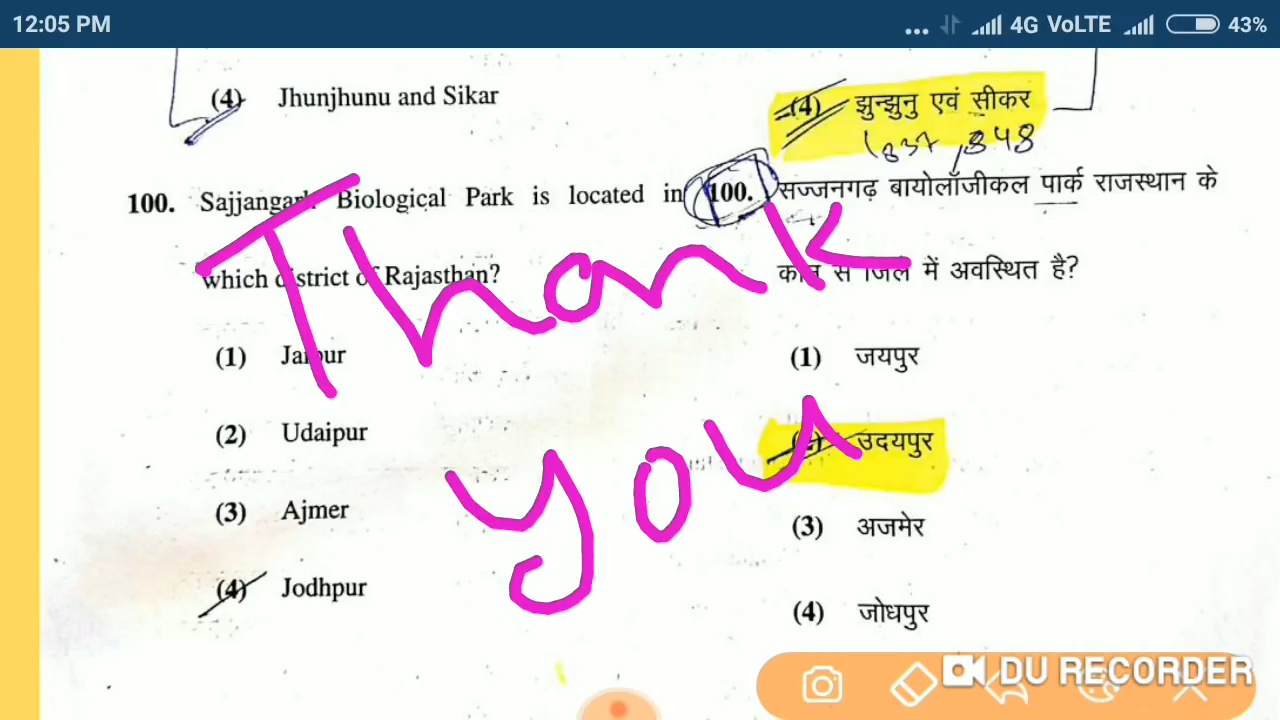 12:05 PM
... 4G VoLTE 43%
(4) Jhunjhunu and Sikar
100. Sajjangarh Biological Park is located in
which district of Rajasthan?
(1) Jaipur
(2) Udaipur
(3) Ajmer
(4) Jodhpur
(4) झुन्झुनु एवं सीकर
100. सज्जनगढ़ बायोलॉजीकल पार्क राजस्थान के
कौन से जिले में अवस्थित है?
(1) जयपुर
(2) उदयपुर
(3) अजमेर
(4) जोधपुर
Thank
you
DU RECORDER